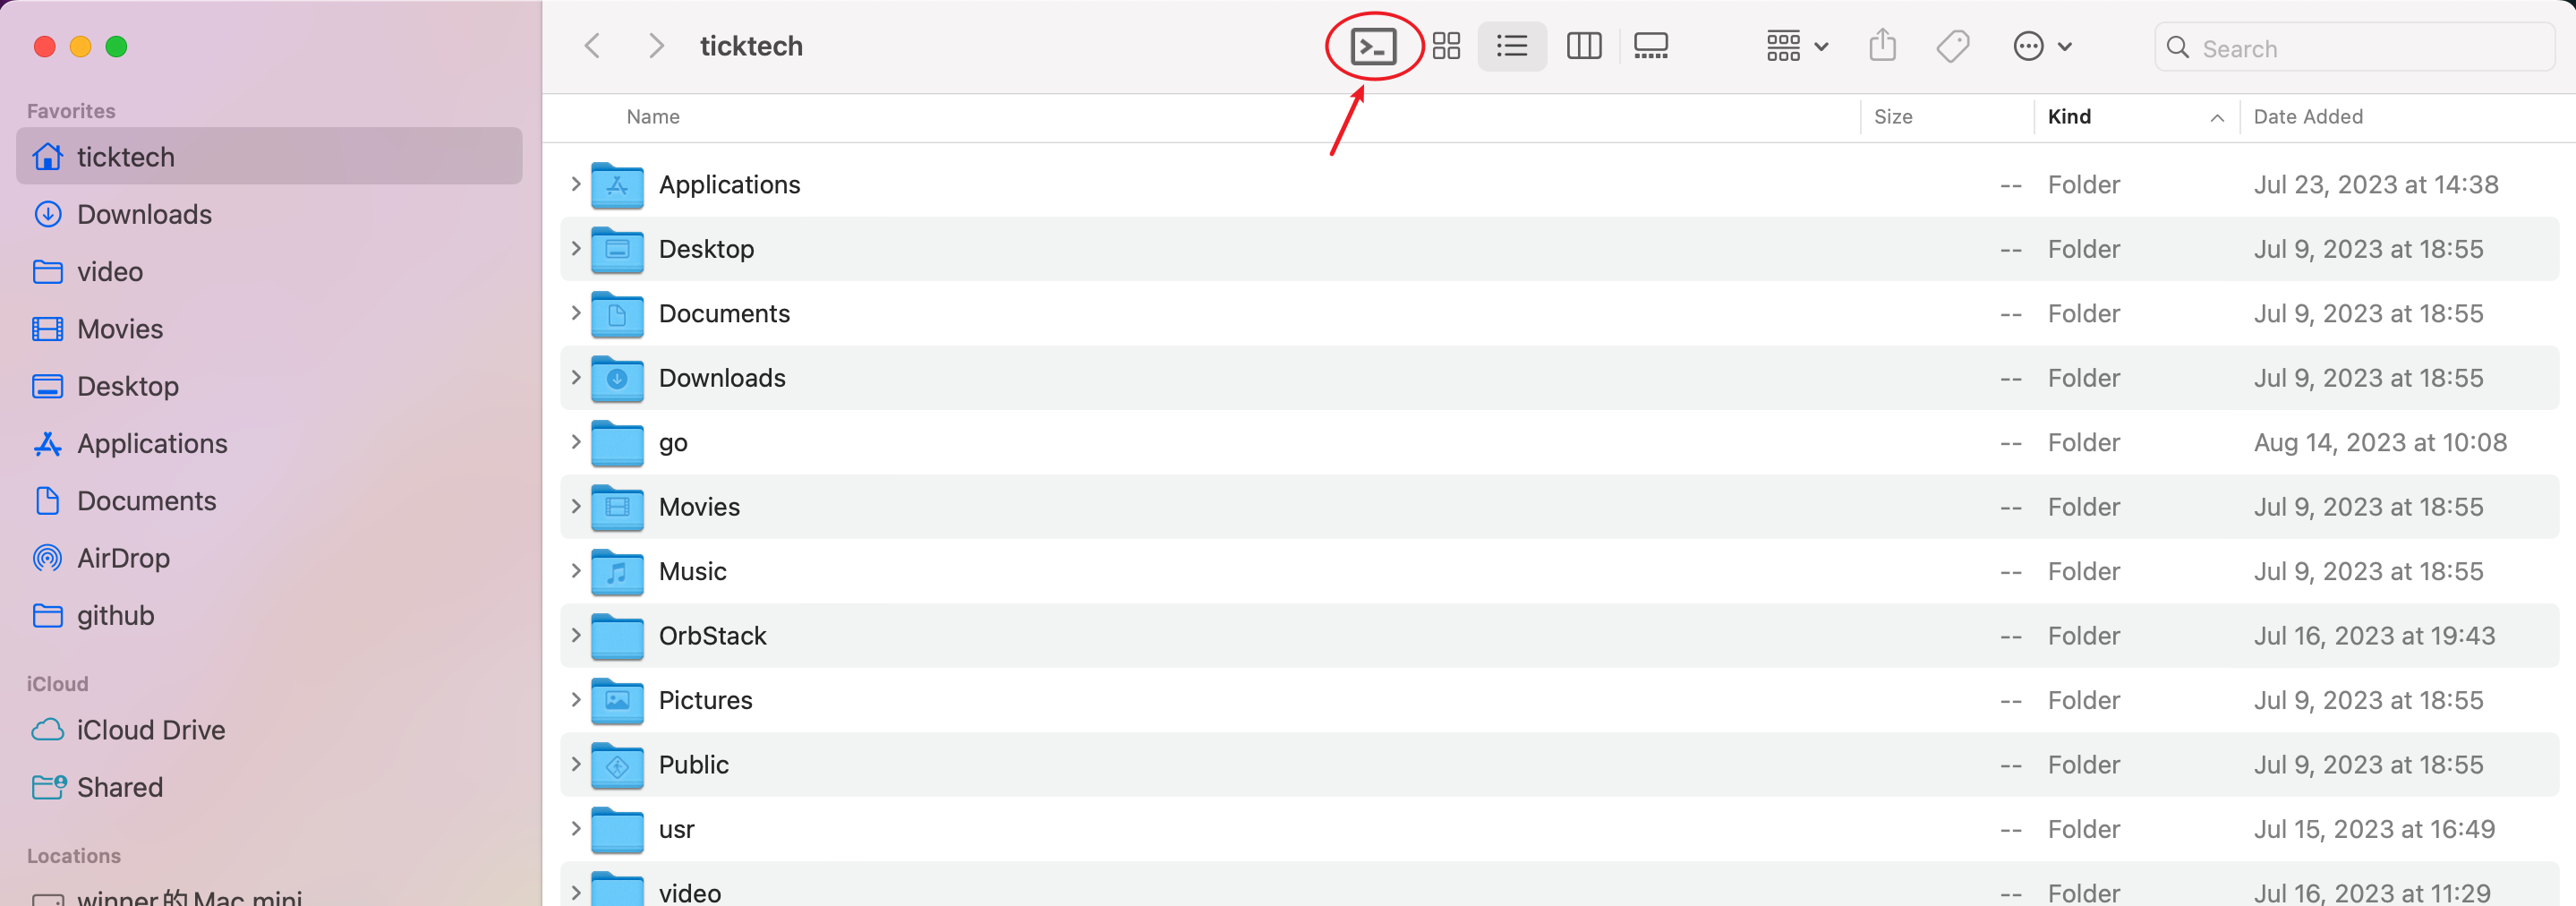 ticktech
Search
Favorites
ticktech
Downloads
video
Movies
Desktop
Applications
Documents
AirDrop
github
iCloud
iCloud Drive
Shared
Locations
winner的Mac mini
Name Size Kind Date Added
Applications -- Folder Jul 23, 2023 at 14:38
Desktop -- Folder Jul 9, 2023 at 18:55
Documents -- Folder Jul 9, 2023 at 18:55
Downloads -- Folder Jul 9, 2023 at 18:55
go -- Folder Aug 14, 2023 at 10:08
Movies -- Folder Jul 9, 2023 at 18:55
Music -- Folder Jul 9, 2023 at 18:55
OrbStack -- Folder Jul 16, 2023 at 19:43
Pictures -- Folder Jul 9, 2023 at 18:55
Public -- Folder Jul 9, 2023 at 18:55
usr -- Folder Jul 15, 2023 at 16:49
video -- Folder Jul 16, 2023 at 11:29